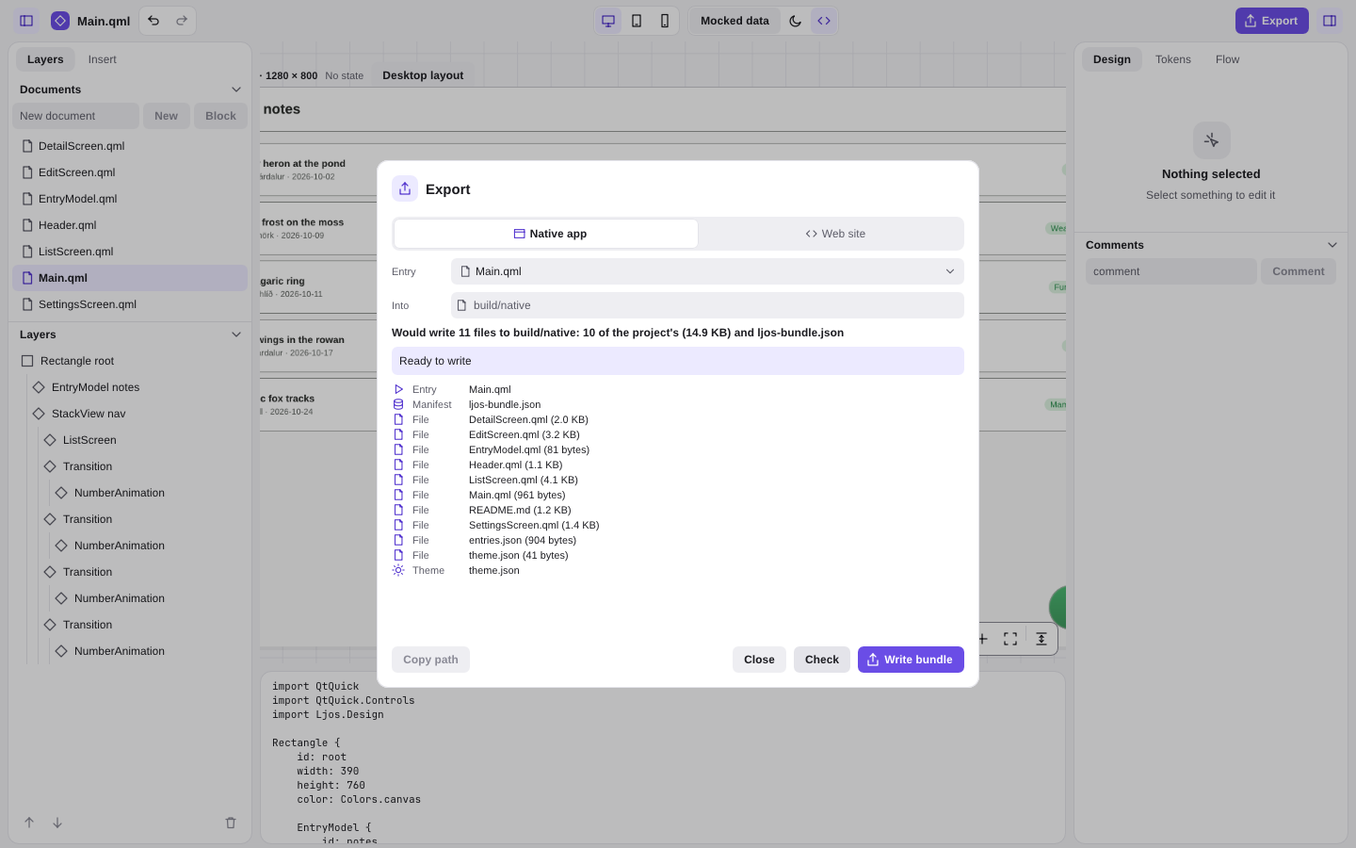 Main.qml
Mocked data
Export
Layers
Insert
Documents
New document
New
Block
DetailScreen.qml
EditScreen.qml
EntryModel.qml
Header.qml
ListScreen.qml
Main.qml
SettingsScreen.qml
Layers
Rectangle root
EntryModel notes
StackView nav
ListScreen
Transition
NumberAnimation
Transition
NumberAnimation
Transition
NumberAnimation
Transition
NumberAnimation
· 1280 × 800 No state
Desktop layout
notes
heron at the pond
· 2026-10-02
frost on the moss
· 2026-10-09
· 2026-10-11
wings in the rowan
· 2026-10-17
fox tracks
· 2026-10-24
Export
Native app
Web site
Entry
Main.qml
Into
build/native
Would write 11 files to build/native: 10 of the project's (14.9 KB) and ljos-bundle.json
Ready to write
Entry Main.qml
Manifest ljos-bundle.json
File DetailScreen.qml (2.0 KB)
File EditScreen.qml (3.2 KB)
File EntryModel.qml (81 bytes)
File Header.qml (1.1 KB)
File ListScreen.qml (4.1 KB)
File Main.qml (961 bytes)
File README.md (1.2 KB)
File SettingsScreen.qml (1.4 KB)
File entries.json (904 bytes)
File theme.json (41 bytes)
Theme theme.json
Copy path
Close
Check
Write bundle
import QtQuick
import QtQuick.Controls
import Ljos.Design
Rectangle {
id: root
width: 390
height: 760
color: Colors.canvas
EntryModel {
id: notes
Design
Tokens
Flow
Nothing selected
Select something to edit it
Comments
comment
Comment